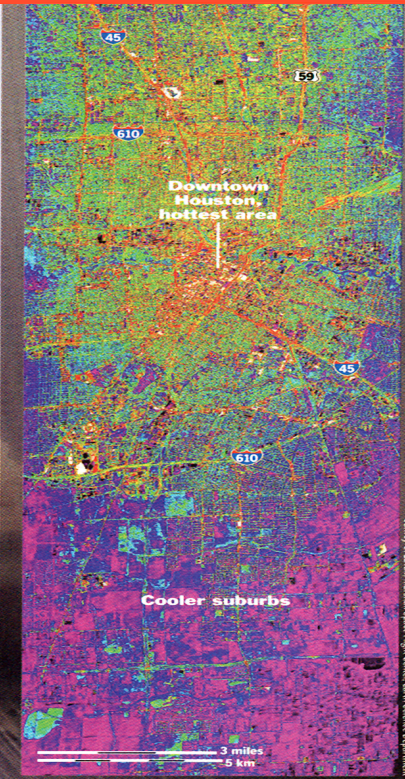 45
59
610
Downtown
Houston,
hottest area
45
610
Cooler suburbs
3 miles
5 km